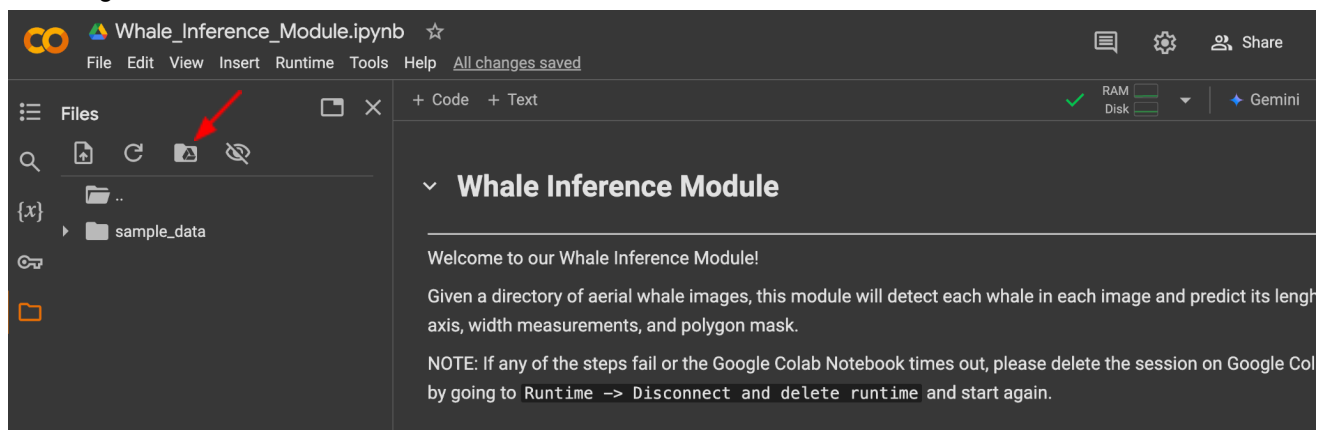 Whale_Inference_Module.ipynb
File Edit View Insert Runtime Tools Help All changes saved
Share
Files
+ Code + Text
RAM
Disk
Gemini
..
{x}
sample_data
Whale Inference Module
Welcome to our Whale Inference Module!
Given a directory of aerial whale images, this module will detect each whale in each image and predict its lengh
axis, width measurements, and polygon mask.
NOTE: If any of the steps fail or the Google Colab Notebook times out, please delete the session on Google Col
by going to Runtime -> Disconnect and delete runtime and start again.